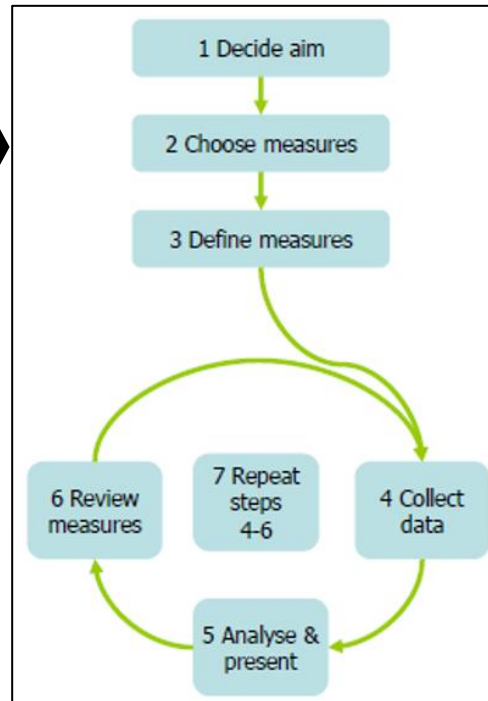 1 Decide aim
2 Choose measures
3 Define measures
6 Review
measures
7 Repeat
steps
4-6
4 Collect
data
5 Analyse &
present